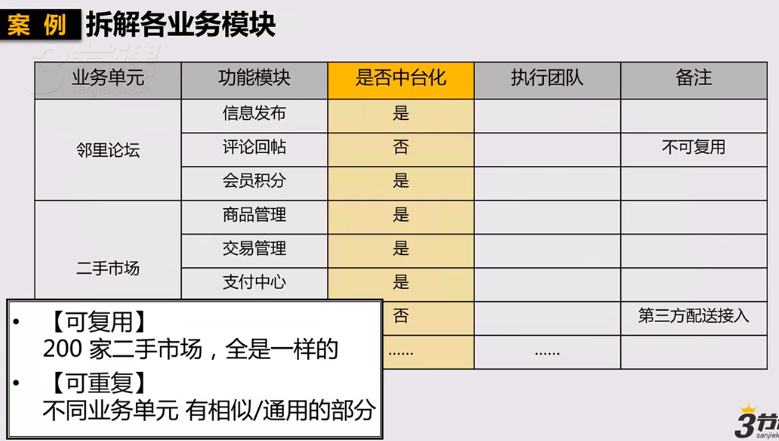 案 例 拆解各业务模块
3节课
业务单元 功能模块 是否中台化 执行团队 备注
邻里论坛
信息发布 是
评论回帖 否 不可复用
会员积分 是
二手市场
商品管理 是
交易管理 是
支付中心 是
否 第三方配送接入
...... ......
• 【可复用】
200 家二手市场，全是一样的
• 【可重复】
不同业务单元 有相似/通用的部分
3节
sanjiek